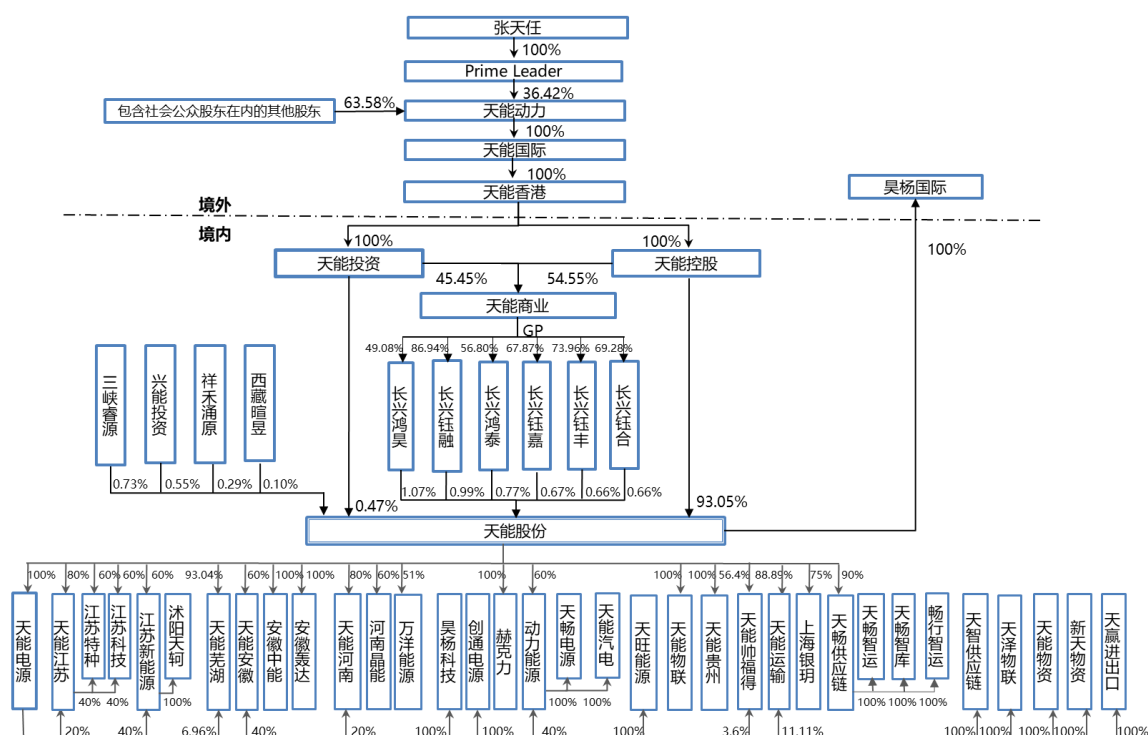 张天任
100%
Prime Leader
36.42%
包含社会公众股东在内的其他股东
63.58%
天能动力
100%
天能国际
100%
天能香港
昊杨国际
境外
境内
100%
100%
100%
天能投资
天能控股
45.45%
54.55%
天能商业
GP
49.08%
86.94%
56.80%
67.87%
73.96%
69.28%
三峡睿源
兴能投资
祥禾涌原
西藏暄昱
长兴鸿昊
长兴钰融
长兴鸿泰
长兴钰嘉
长兴钰丰
长兴钰合
0.73%
0.55%
0.29%
0.10%
1.07%
0.99%
0.77%
0.67%
0.66%
0.66%
0.47%
93.05%
天能股份
100%
80%
60%
60%
60%
93.04%
60%
100%
100%
80%
60%
51%
100%
60%
100%
100%
56.4%
88.89%
75%
90%
天能电源
天能江苏
江苏特种
江苏科技
江苏新能源
沭阳天轲
天能芜湖
天能安徽
安徽中能
安徽轰达
天能河南
河南晶能
万洋能源
昊杨科技
创通电源
赫克力
动力能源
天畅电源
天能汽电
天旺能源
天能物联
天能贵州
天能帅福得
天能运输
上海银玥
天畅供应链
天畅智运
天畅智库
畅行智运
天智供应链
天泽物联
天能物资
新天物资
天赢进出口
40%
40%
100%
100%
100%
100%
100%
100%
20%
40%
6.96%
40%
20%
100%
100%
40%
100%
3.6%
11.11%
100%
100%
100%
100%
100%